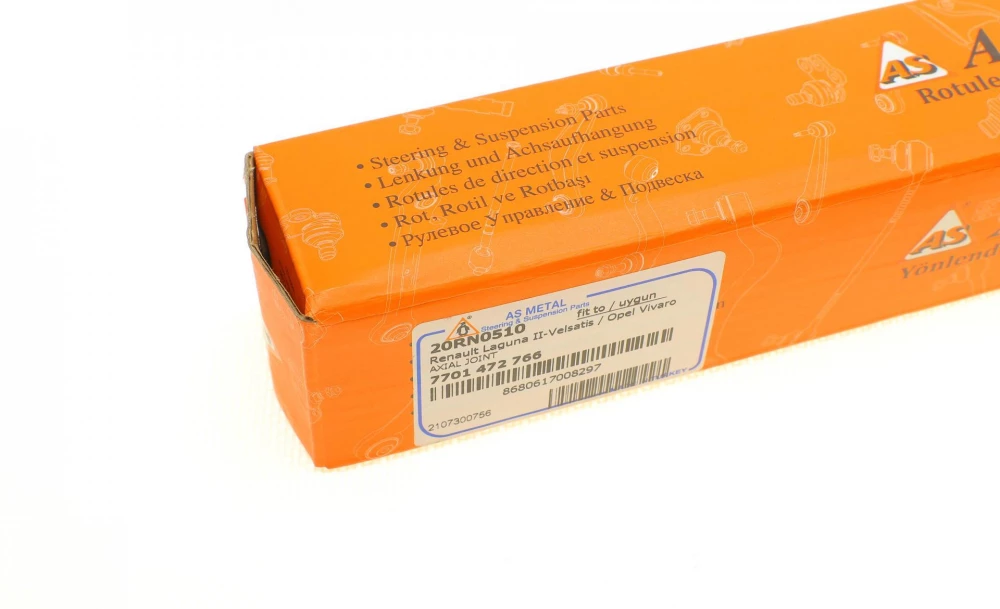 AS
A
Rotule
• Steering & Suspension Parts
• Lenkung und Achsaufhangung
• Rotules de direction et suspension
• Rot, Rotil ve Rotbaşı
• Рулевое Управление & Подвеска
AS
Yönlend
AS METAL
Steering & Suspension Parts
fit to / uygun
20RN0510
Renault Laguna II-Velsatis / Opel Vivaro
AXIAL JOINT
7701 472 766
8680617008297
2107300756